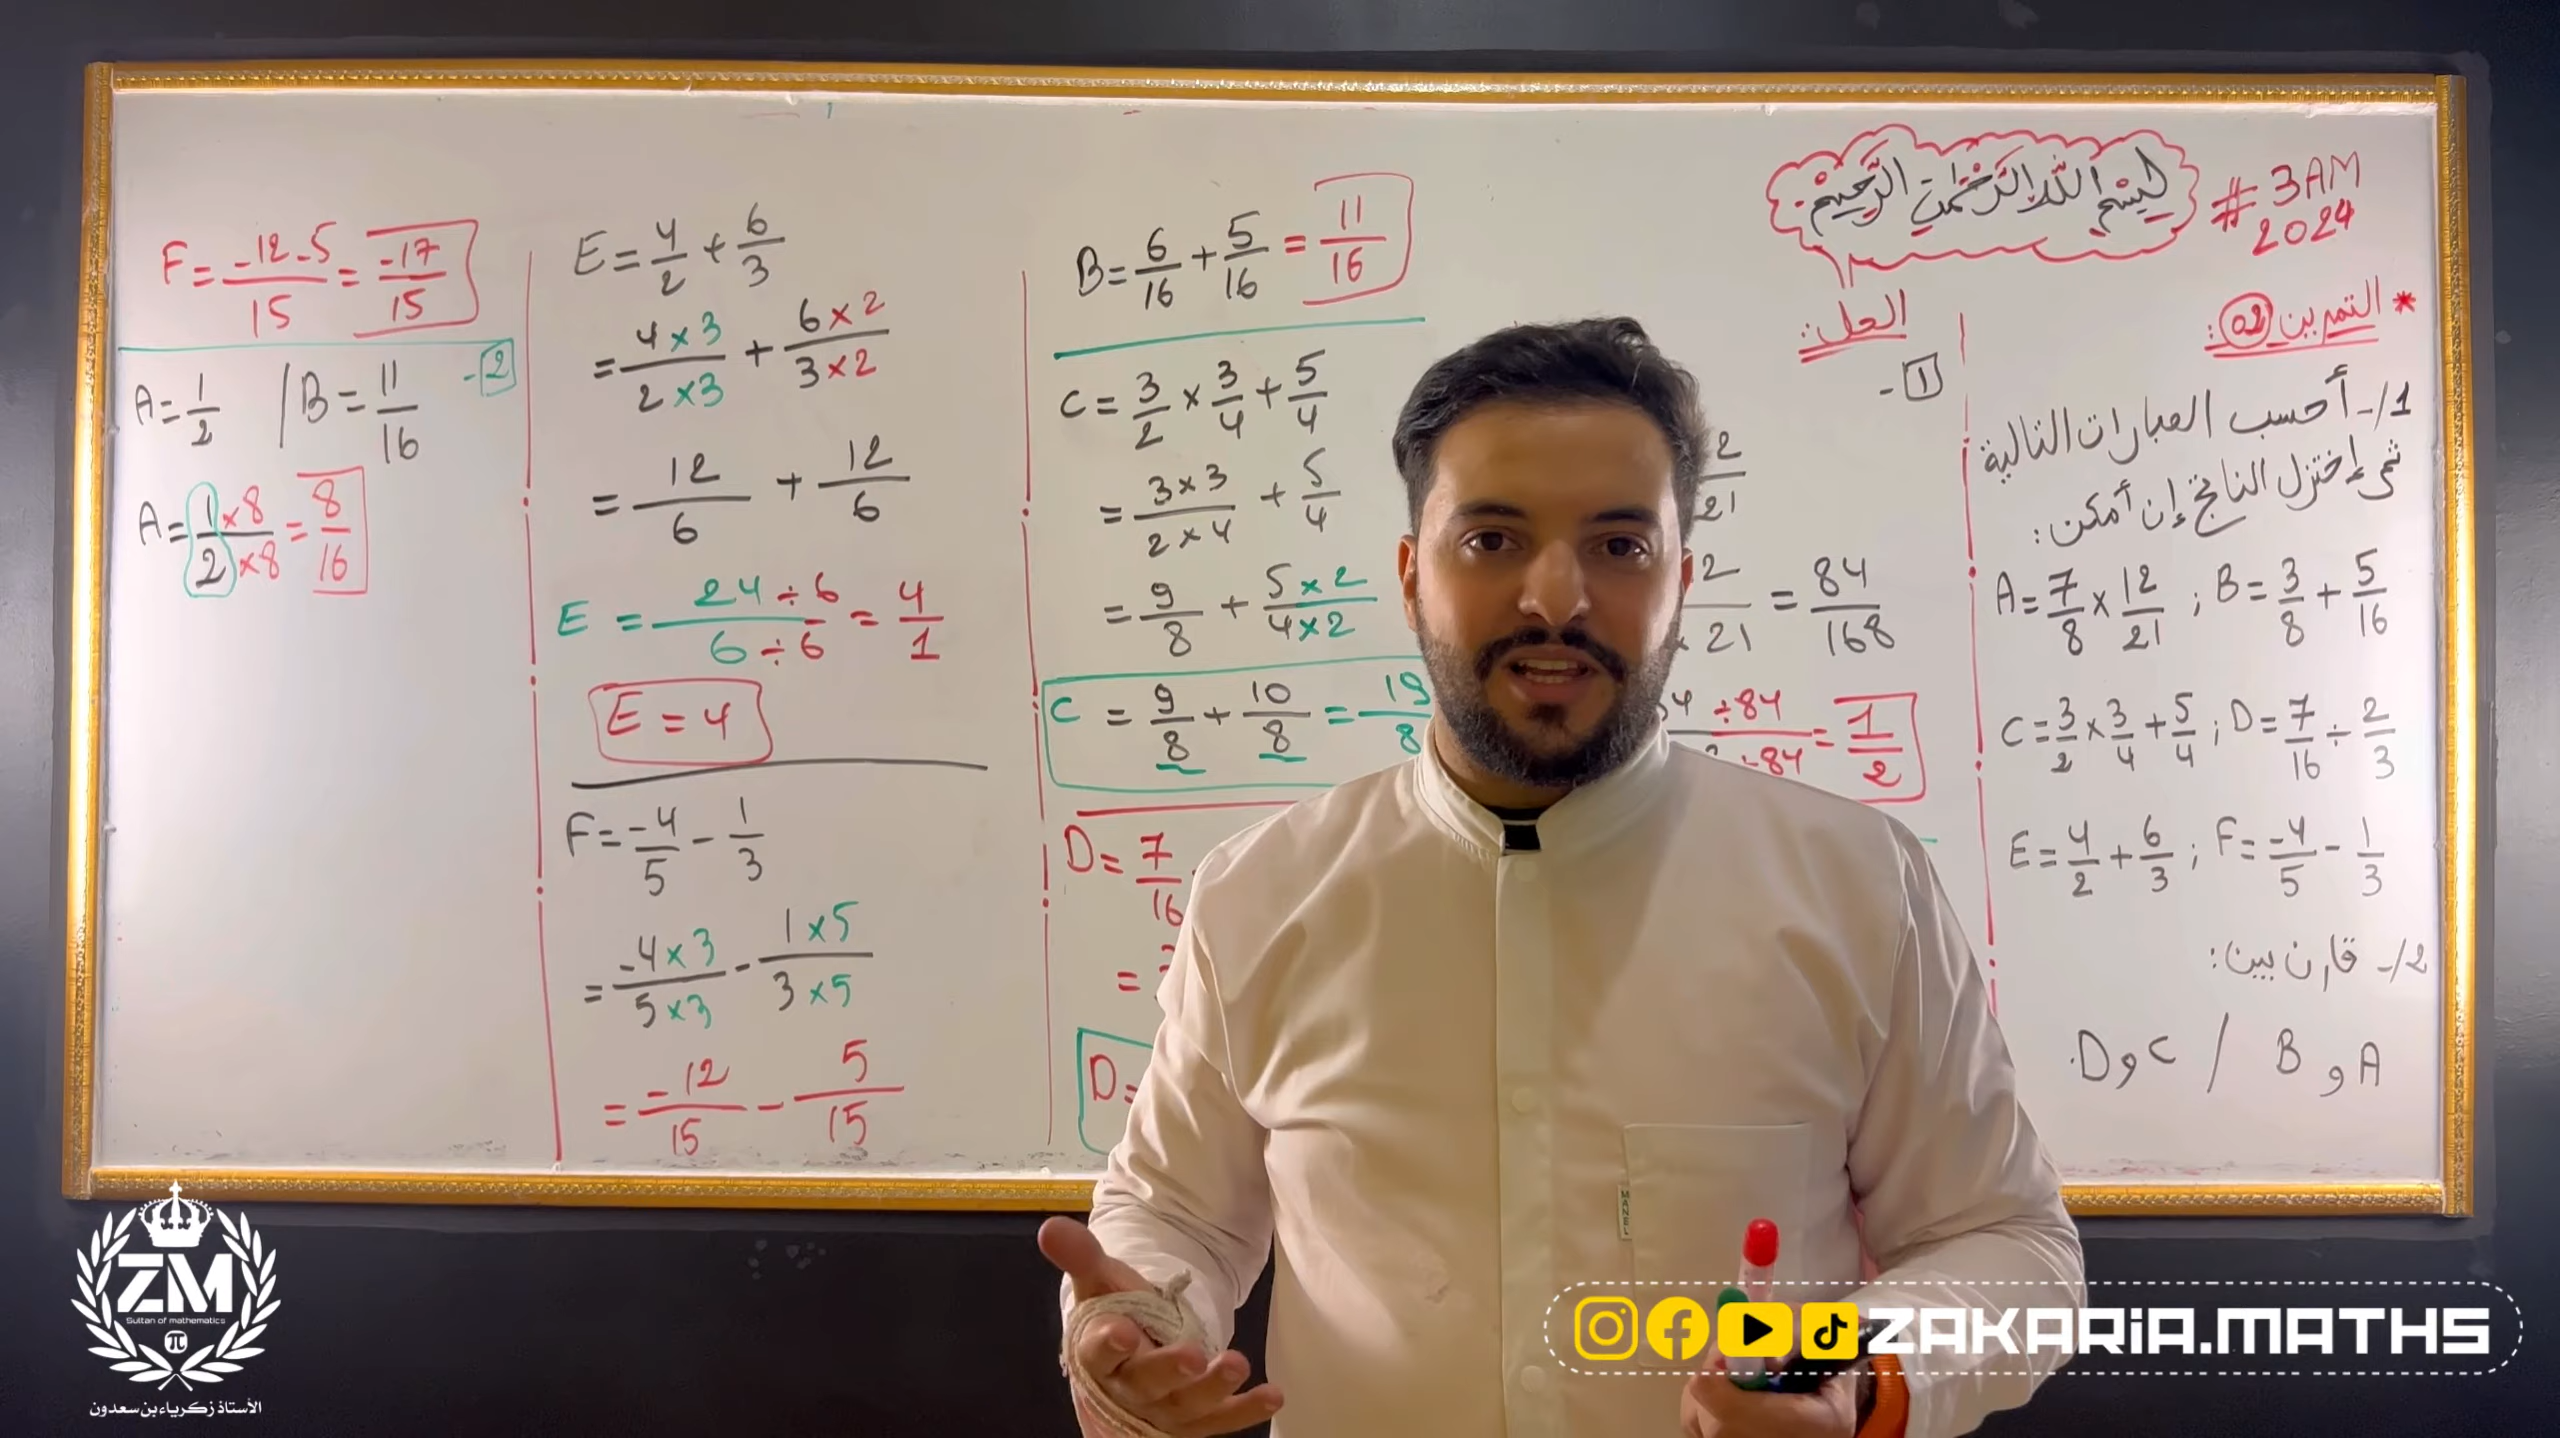 بسم الله الرحمن الرحيم
# 3AM
2024
* التمرين 02:
1/- أحسب العبارات التالية
ثم إختزل الناتج إن أمكن:
A = 7/8 × 12/21 ; B = 3/8 + 5/16
C = 3/2 × 3/4 + 5/4 ; D = 7/16 ÷ 2/3
E = 4/2 + 6/3 ; F = -4/5 - 1/3
2/- قارن بين:
A و B / C و D.
الحل:
1-
2/21
= 84/168
÷84 = 1/2
B = 6/16 + 5/16 = 11/16
C = 3/2 × 3/4 + 5/4
= 3×3/2×4 + 5/4
= 9/8 + 5×2/4×2
C = 9/8 + 10/8 = 19/8
D = 7/16
=
D =
E = 4/2 + 6/3
= 4×3/2×3 + 6×2/3×2
= 12/6 + 12/6
E = 24÷6/6÷6 = 4/1
E = 4
F = -4/5 - 1/3
= -4×3/5×3 - 1×5/3×5
= -12/15 - 5/15
F = -12-5/15 = -17/15
2-
A = 1/2 / B = 11/16
A = 1×8/2×8 = 8/16
MANEL
ZM
Sultan of mathematics
π
الأستاذ زكرياء بن سعدون
ZAKARiA.MATHS